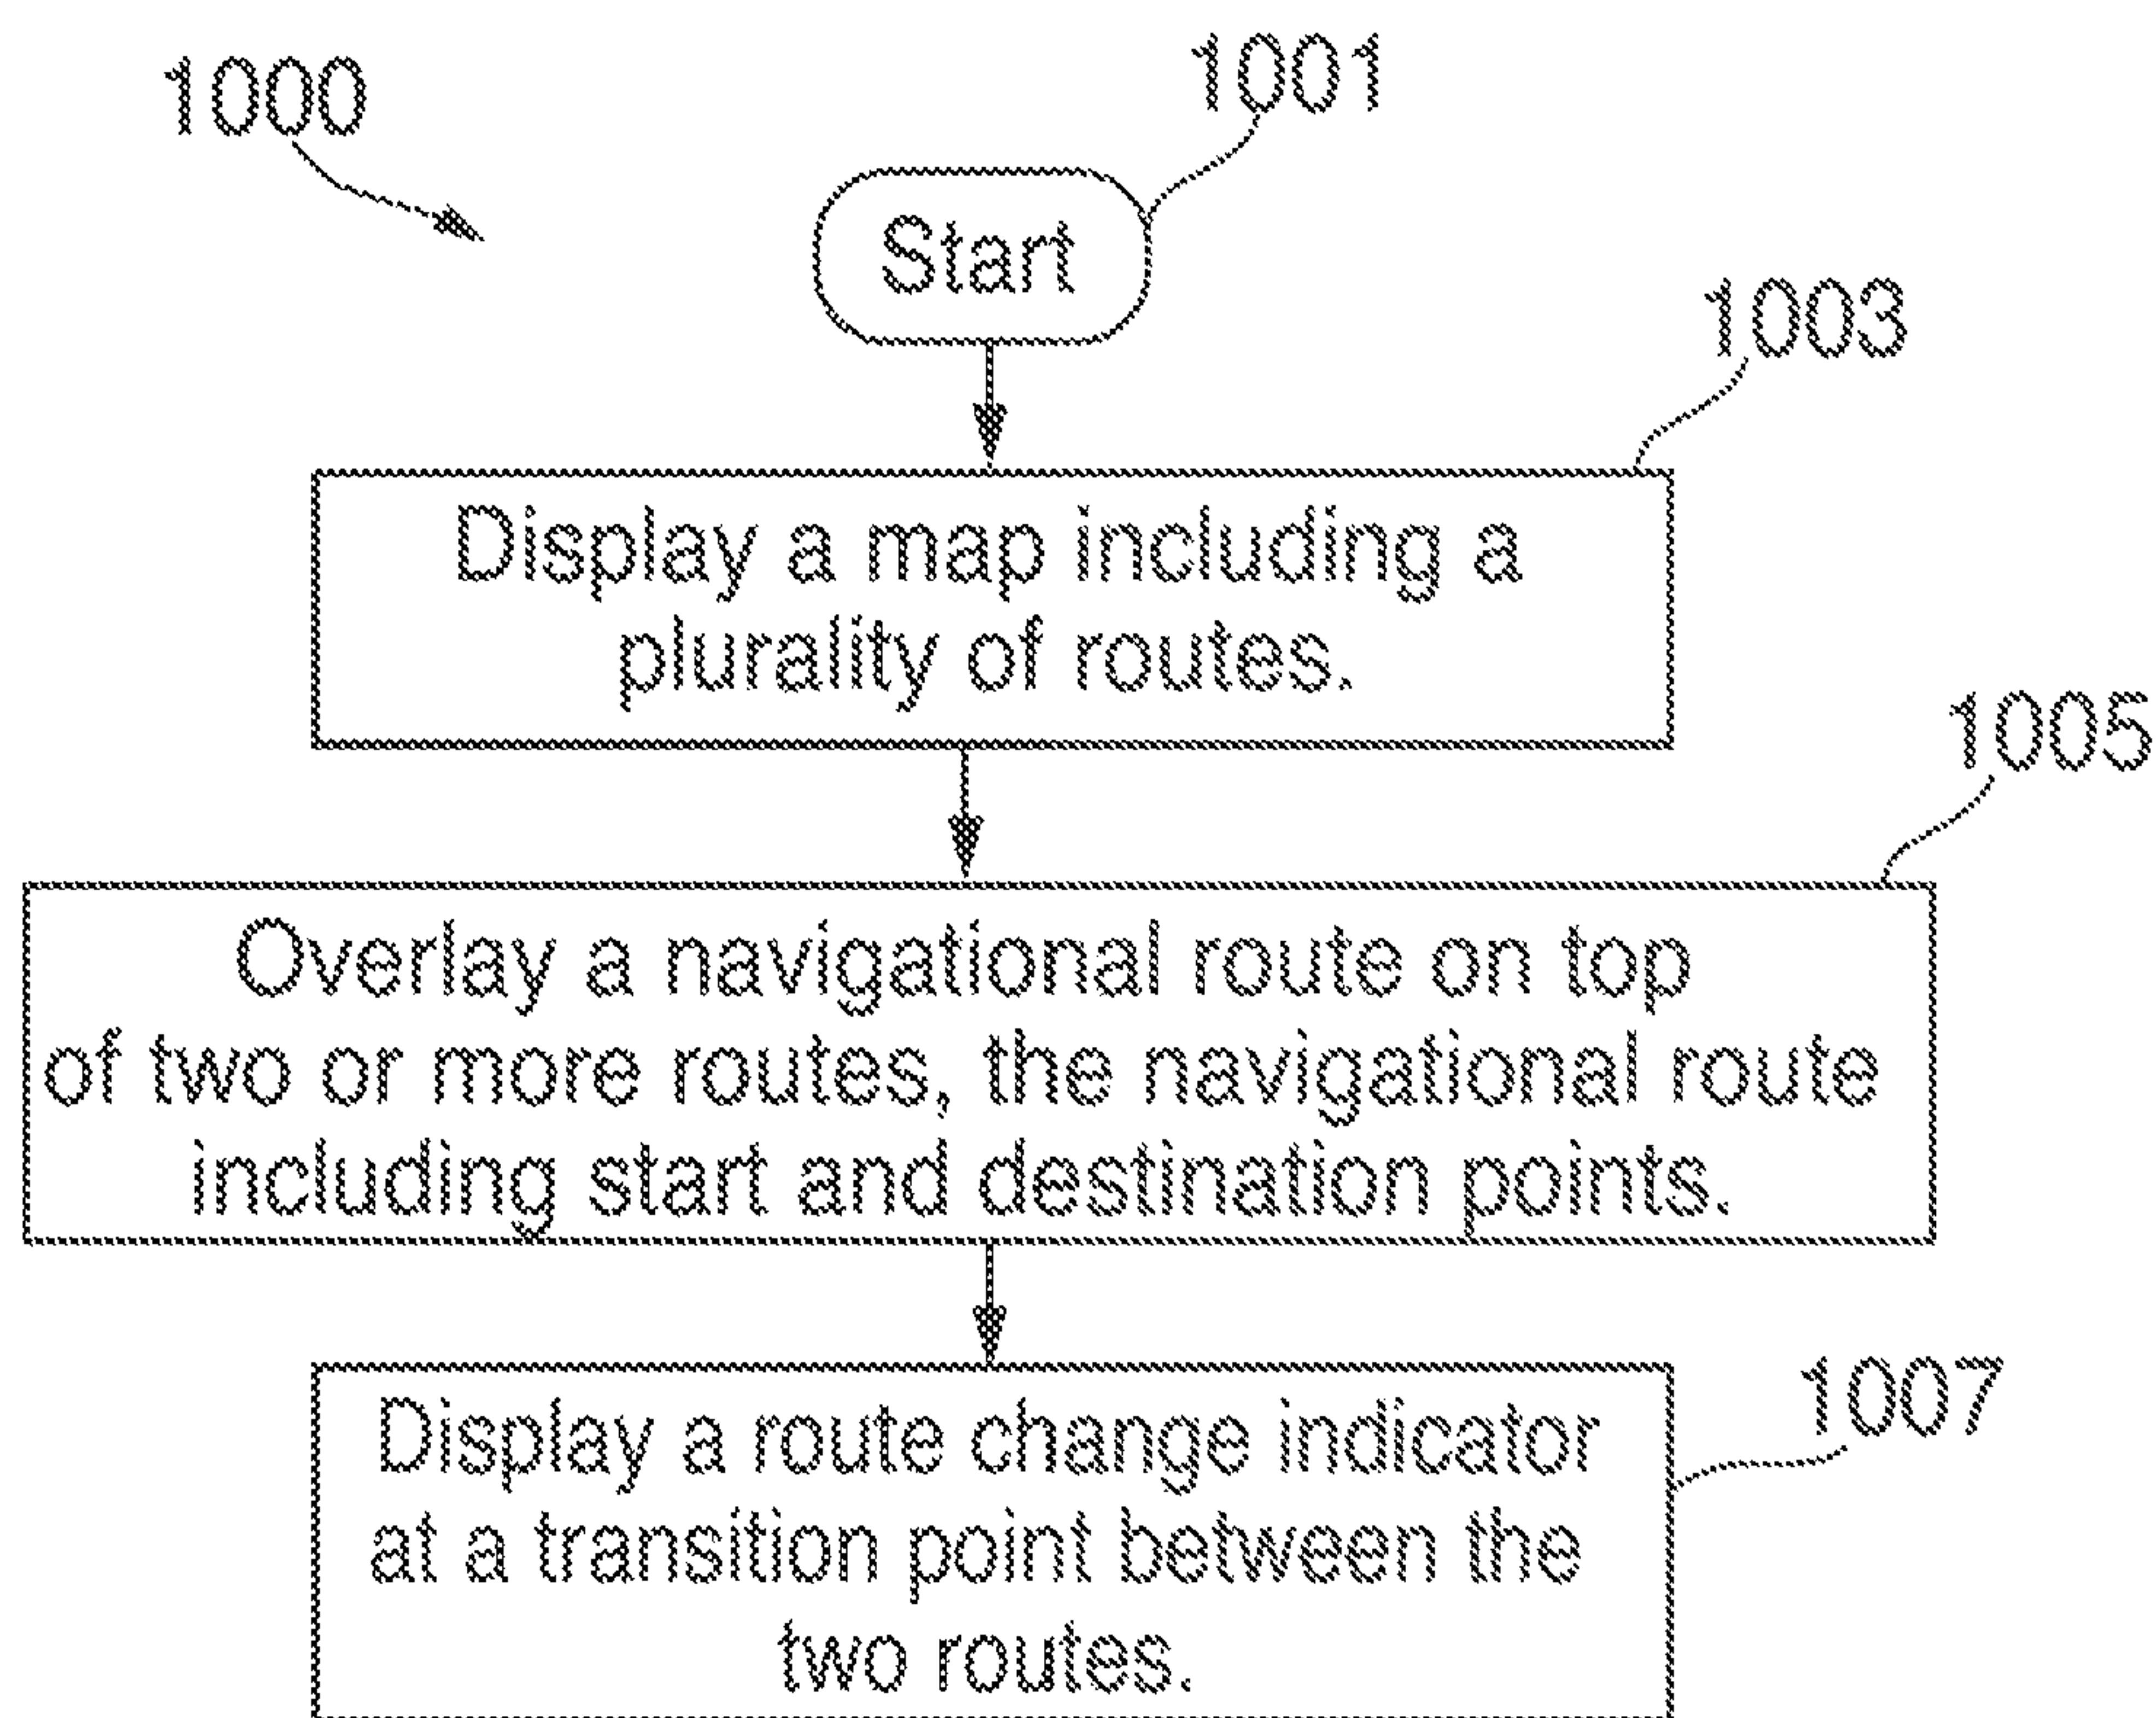 1000
1001
Start
1003
Display a map including a
plurality of routes.
1005
Overlay a navigational route on top
of two or more routes, the navigational route
including start and destination points.
1007
Display a route change indicator
at a transition point between the
two routes.